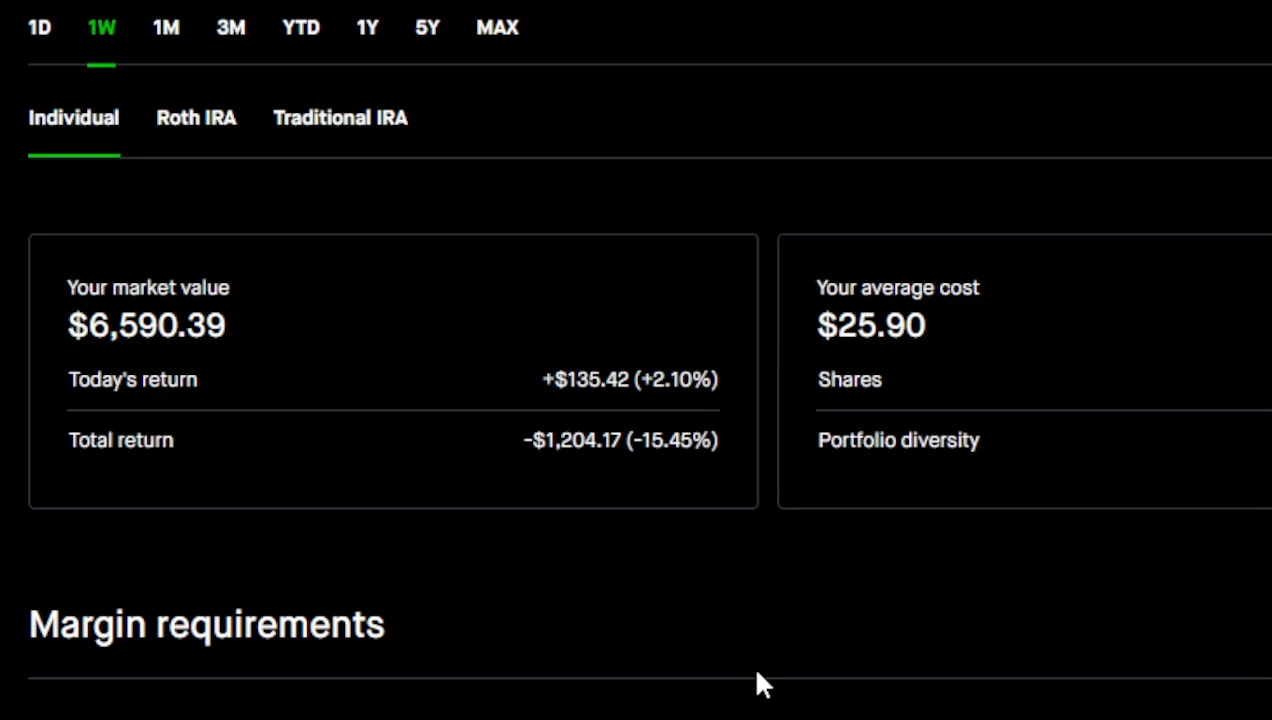 1D 1W 1M 3M YTD 1Y 5Y MAX
Individual Roth IRA Traditional IRA
Your market value
$6,590.39
Today's return +$135.42 (+2.10%)
Total return -$1,204.17 (-15.45%)
Your average cost
$25.90
Shares
Portfolio diversity
Margin requirements